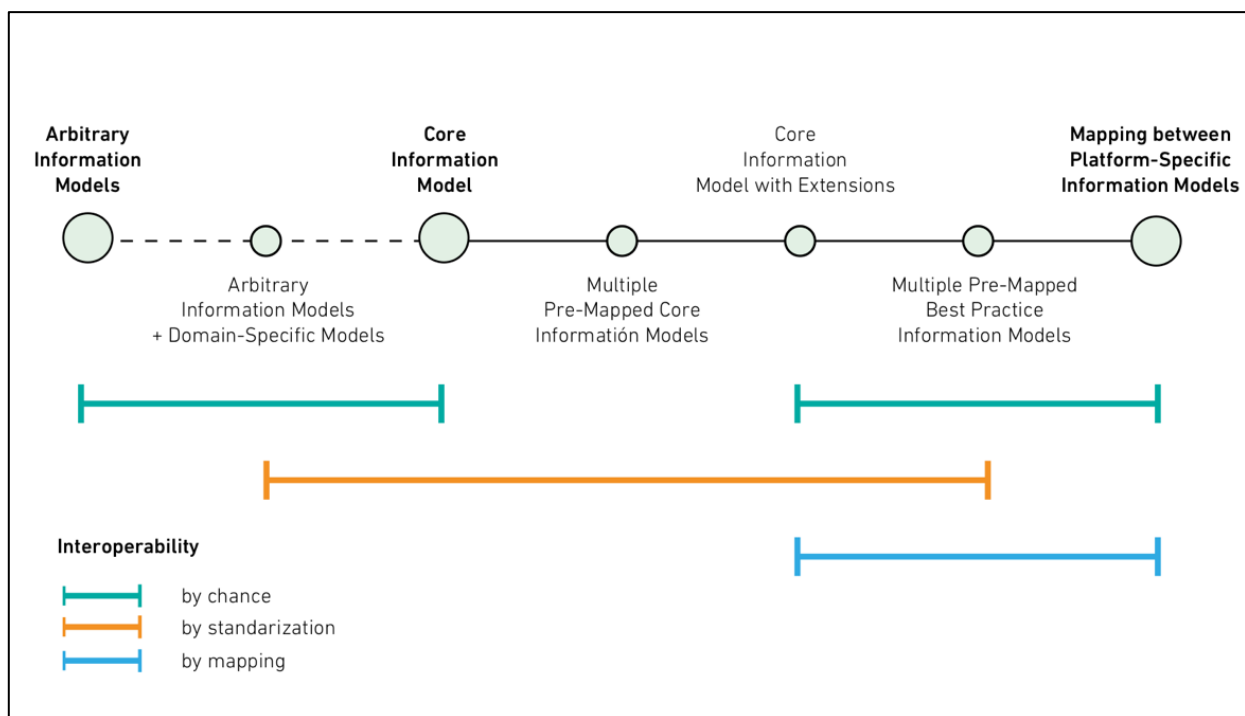 Arbitrary
Information
Models
Core
Information
Model
Core
Information
Model with Extensions
Mapping between
Platform-Specific
Information Models
Arbitrary
Information Models
+ Domain-Specific Models
Multiple
Pre-Mapped Core
Informatión Models
Multiple Pre-Mapped
Best Practice
Information Models
Interoperability
by chance
by standarization
by mapping